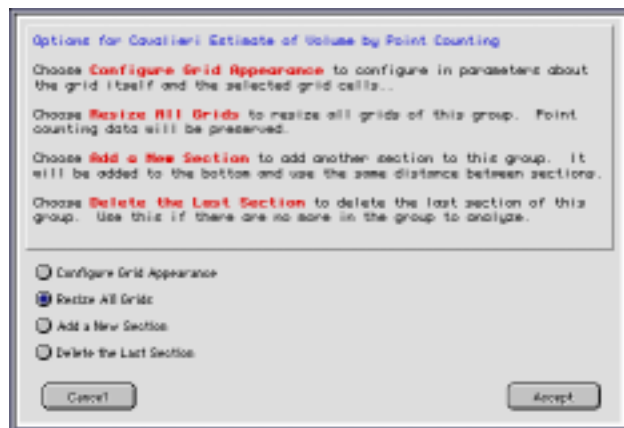 Options for Cavalieri Estimate of Volume by Point Counting
Choose Configure Grid Appearance to configure in parameters about
the grid itself and the selected grid cells..
Choose Resize All Grids to resize all grids of this group. Point
counting data will be preserved.
Choose Add a New Section to add another section to this group. It
will be added to the bottom and use the same distance between sections.
Choose Delete the Last Section to delete the last section of this
group. Use this if there are no more in the group to analyze.
Configure Grid Appearance
Resize All Grids
Add a New Section
Delete the Last Section
Cancel
Accept